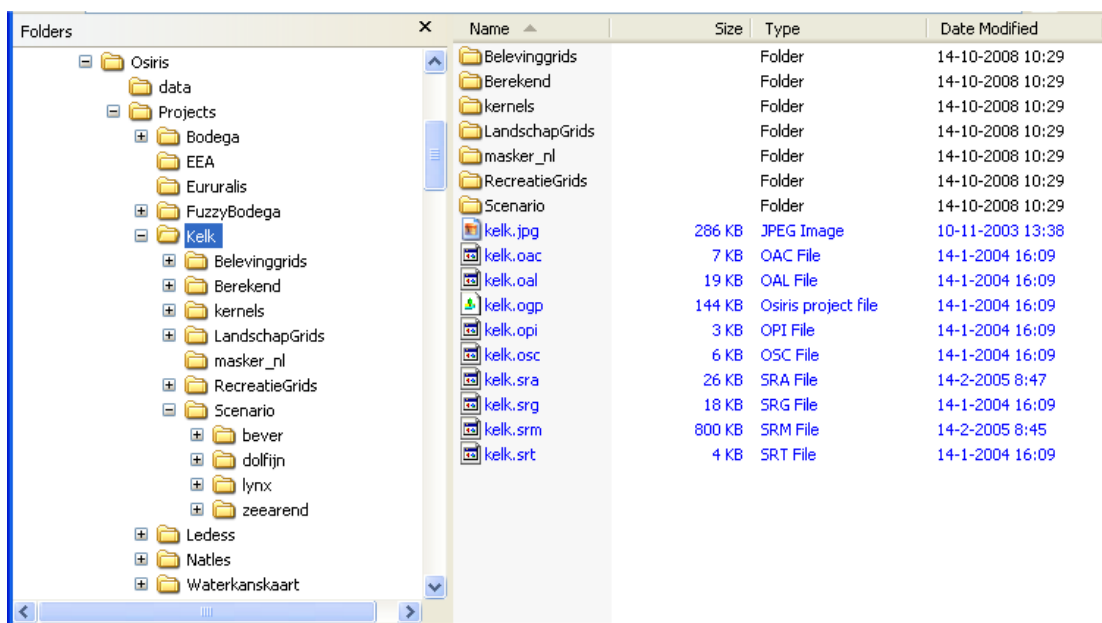 Folders
Osiris
data
Projects
Bodega
EEA
Eururalis
FuzzyBodega
Kelk
Belevinggrids
Berekend
kernels
LandschapGrids
masker_nl
RecreatieGrids
Scenario
bever
dolfijn
lynx
zeearend
Ledess
Natles
Waterkanskaart
Name Size Type Date Modified
Belevinggrids Folder 14-10-2008 10:29
Berekend Folder 14-10-2008 10:29
kernels Folder 14-10-2008 10:29
LandschapGrids Folder 14-10-2008 10:29
masker_nl Folder 14-10-2008 10:29
RecreatieGrids Folder 14-10-2008 10:29
Scenario Folder 14-10-2008 10:29
kelk.jpg 286 KB JPEG Image 10-11-2003 13:38
kelk.oac 7 KB OAC File 14-1-2004 16:09
kelk.oal 19 KB OAL File 14-1-2004 16:09
kelk.ogp 144 KB Osiris project file 14-1-2004 16:09
kelk.opi 3 KB OPI File 14-1-2004 16:09
kelk.osc 6 KB OSC File 14-1-2004 16:09
kelk.sra 26 KB SRA File 14-2-2005 8:47
kelk.srg 18 KB SRG File 14-1-2004 16:09
kelk.srm 800 KB SRM File 14-2-2005 8:45
kelk.srt 4 KB SRT File 14-1-2004 16:09